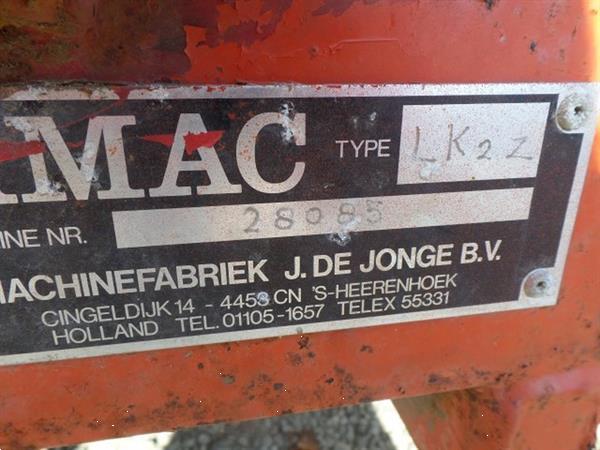 MAC TYPE LK2Z
INE NR. 28085
MACHINEFABRIEK J. DE JONGE B.V.
CINGELDIJK 14 - 4458 CN 'S-HEERENHOEK
HOLLAND TEL. 01105-1657 TELEX 55331